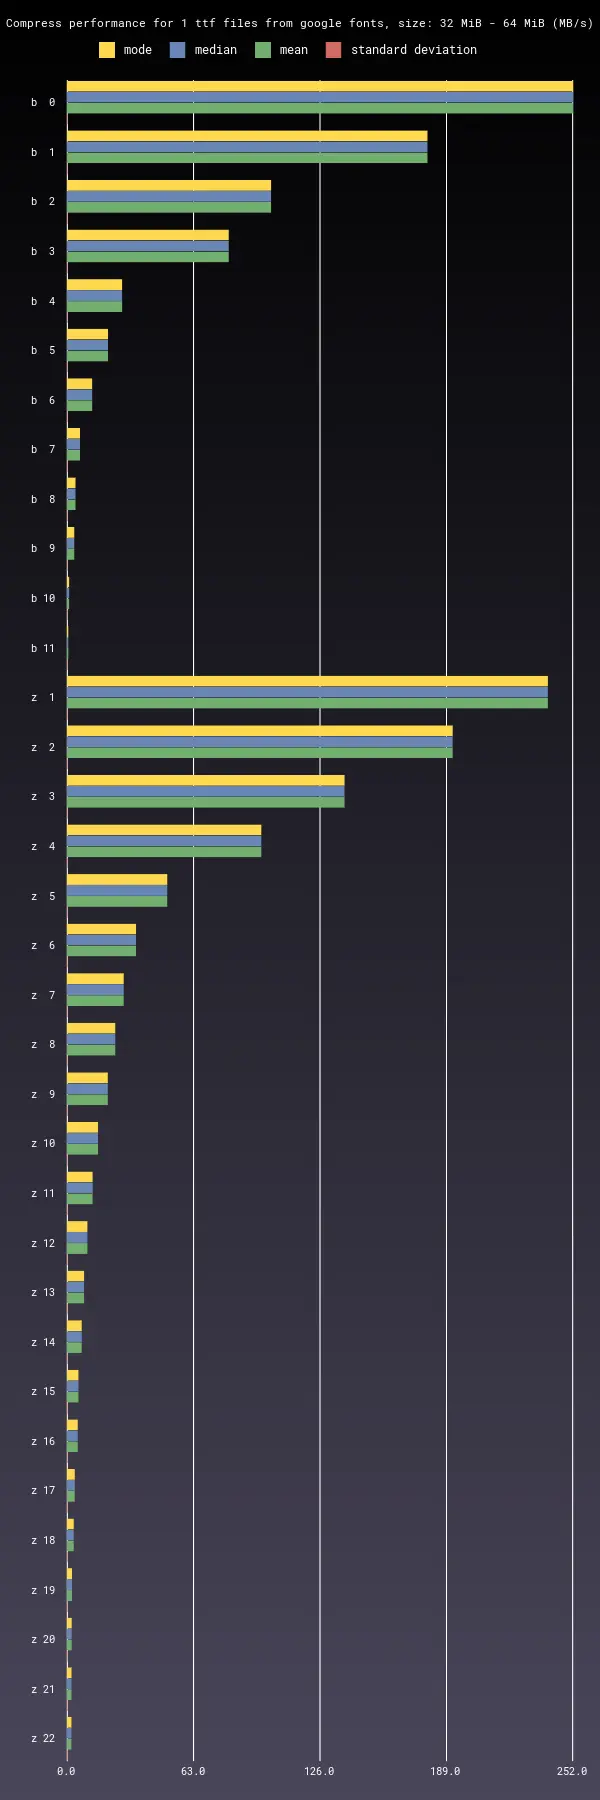 Compress performance for 1 ttf files from google fonts, size: 32 MiB - 64 MiB (MB/s)
mode median mean standard deviation
b 0
b 1
b 2
b 3
b 4
b 5
b 6
b 7
b 8
b 9
b 10
b 11
z 1
z 2
z 3
z 4
z 5
z 6
z 7
z 8
z 9
z 10
z 11
z 12
z 13
z 14
z 15
z 16
z 17
z 18
z 19
z 20
z 21
z 22
0.0 63.0 126.0 189.0 252.0